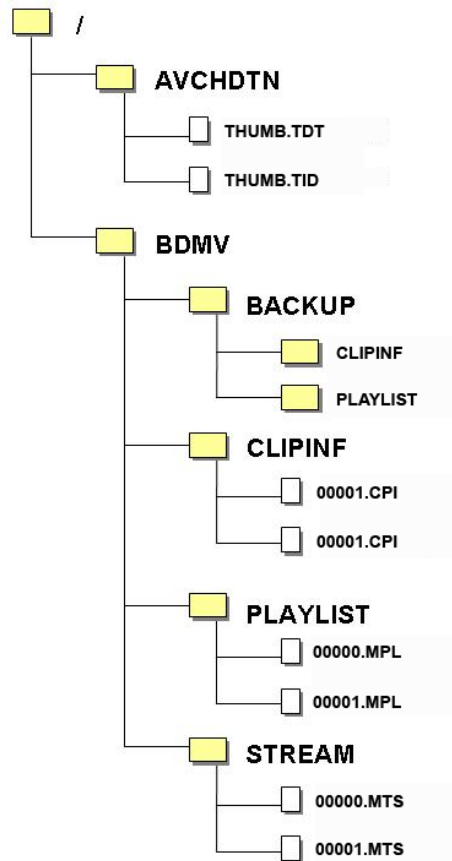 /
AVCHDTN
THUMB.TDT
THUMB.TID
BDMV
BACKUP
CLIPINF
PLAYLIST
CLIPINF
00001.CPI
00001.CPI
PLAYLIST
00000.MPL
00001.MPL
STREAM
00000.MTS
00001.MTS